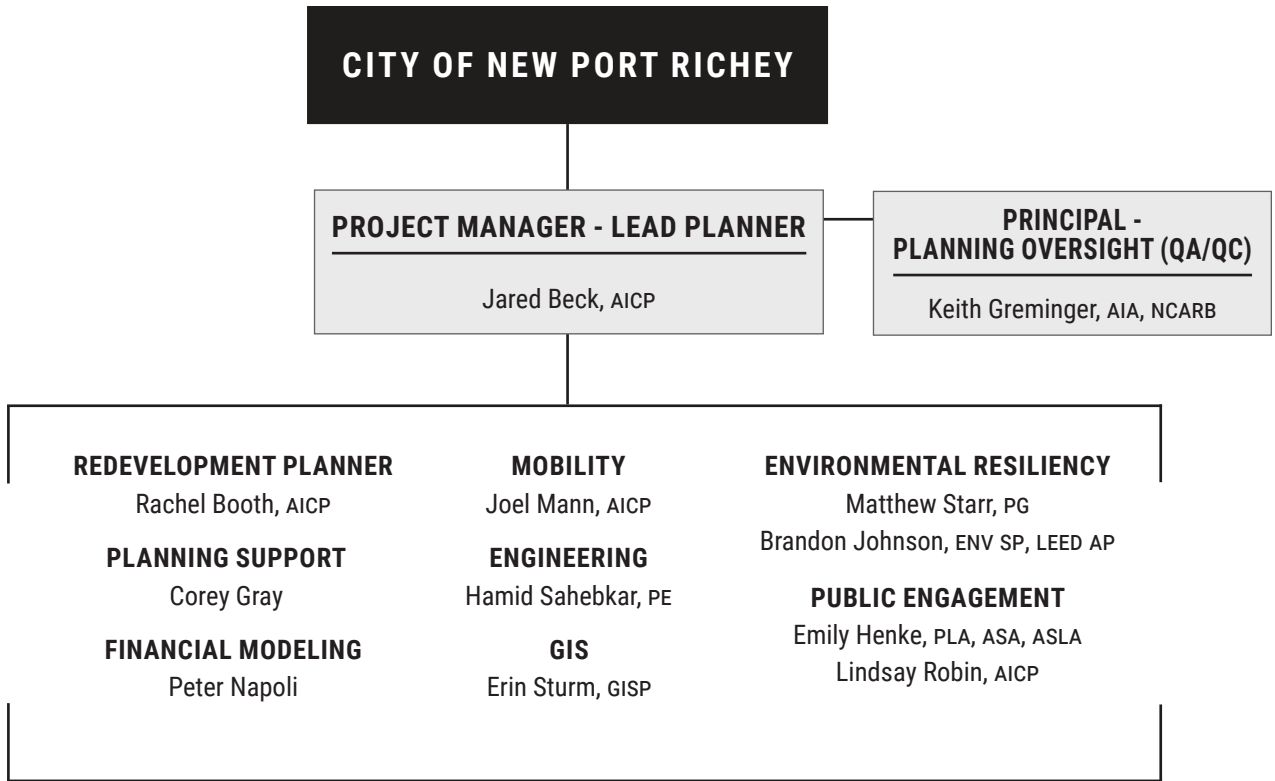 CITY OF NEW PORT RICHEY
PROJECT MANAGER - LEAD PLANNER
Jared Beck, AICP
PRINCIPAL -
PLANNING OVERSIGHT (QA/QC)
Keith Greminger, AIA, NCARB
REDEVELOPMENT PLANNER
Rachel Booth, AICP
PLANNING SUPPORT
Corey Gray
FINANCIAL MODELING
Peter Napoli
MOBILITY
Joel Mann, AICP
ENGINEERING
Hamid Sahebkar, PE
GIS
Erin Sturm, GISP
ENVIRONMENTAL RESILIENCY
Matthew Starr, PG
Brandon Johnson, ENV SP, LEED AP
PUBLIC ENGAGEMENT
Emily Henke, PLA, ASA, ASLA
Lindsay Robin, AICP